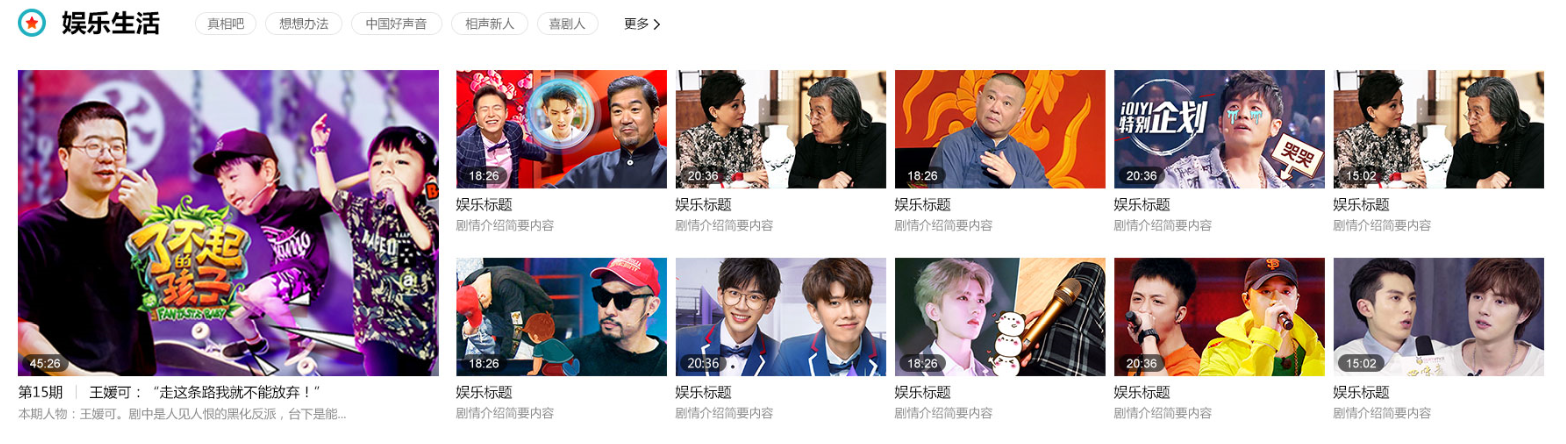 娱乐生活
真相吧
想想办法
中国好声音
相声新人
喜剧人
更多
了不起
的
孩子
FANTASTIC BABY
45:26
第15期 | 王媛可：“走这条路我就不能放弃！”
本期人物：王媛可。剧中是人见人恨的黑化反派，台下是能...
18:26
娱乐标题
剧情介绍简要内容
20:36
娱乐标题
剧情介绍简要内容
18:26
娱乐标题
剧情介绍简要内容
iQIYI
特别企划
哭哭
20:36
娱乐标题
剧情介绍简要内容
15:02
娱乐标题
剧情介绍简要内容
18:26
娱乐标题
剧情介绍简要内容
20:36
娱乐标题
剧情介绍简要内容
18:26
娱乐标题
剧情介绍简要内容
20:36
娱乐标题
剧情介绍简要内容
15:02
娱乐标题
剧情介绍简要内容